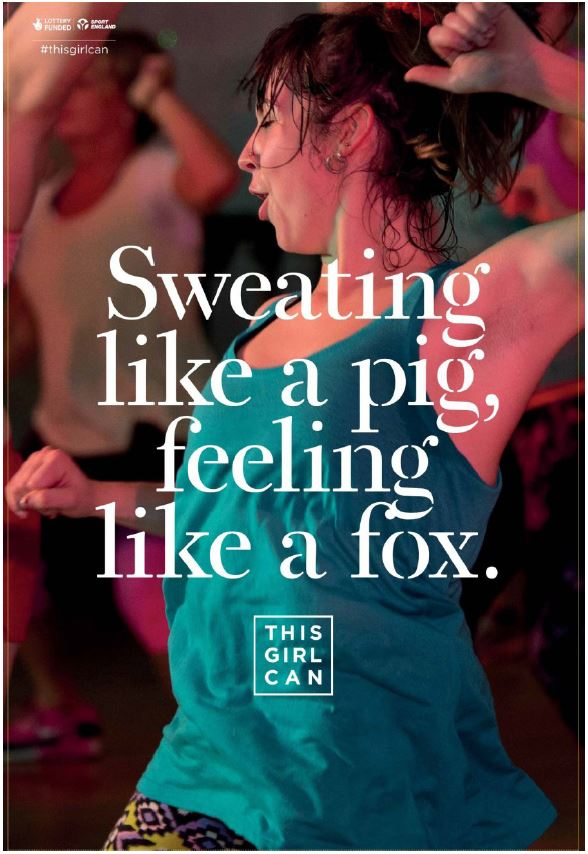 LOTTERY
FUNDED
SPORT
ENGLAND
#thisgirlcan
Sweating
like a pig,
feeling
like a fox.
THIS
GIRL
CAN